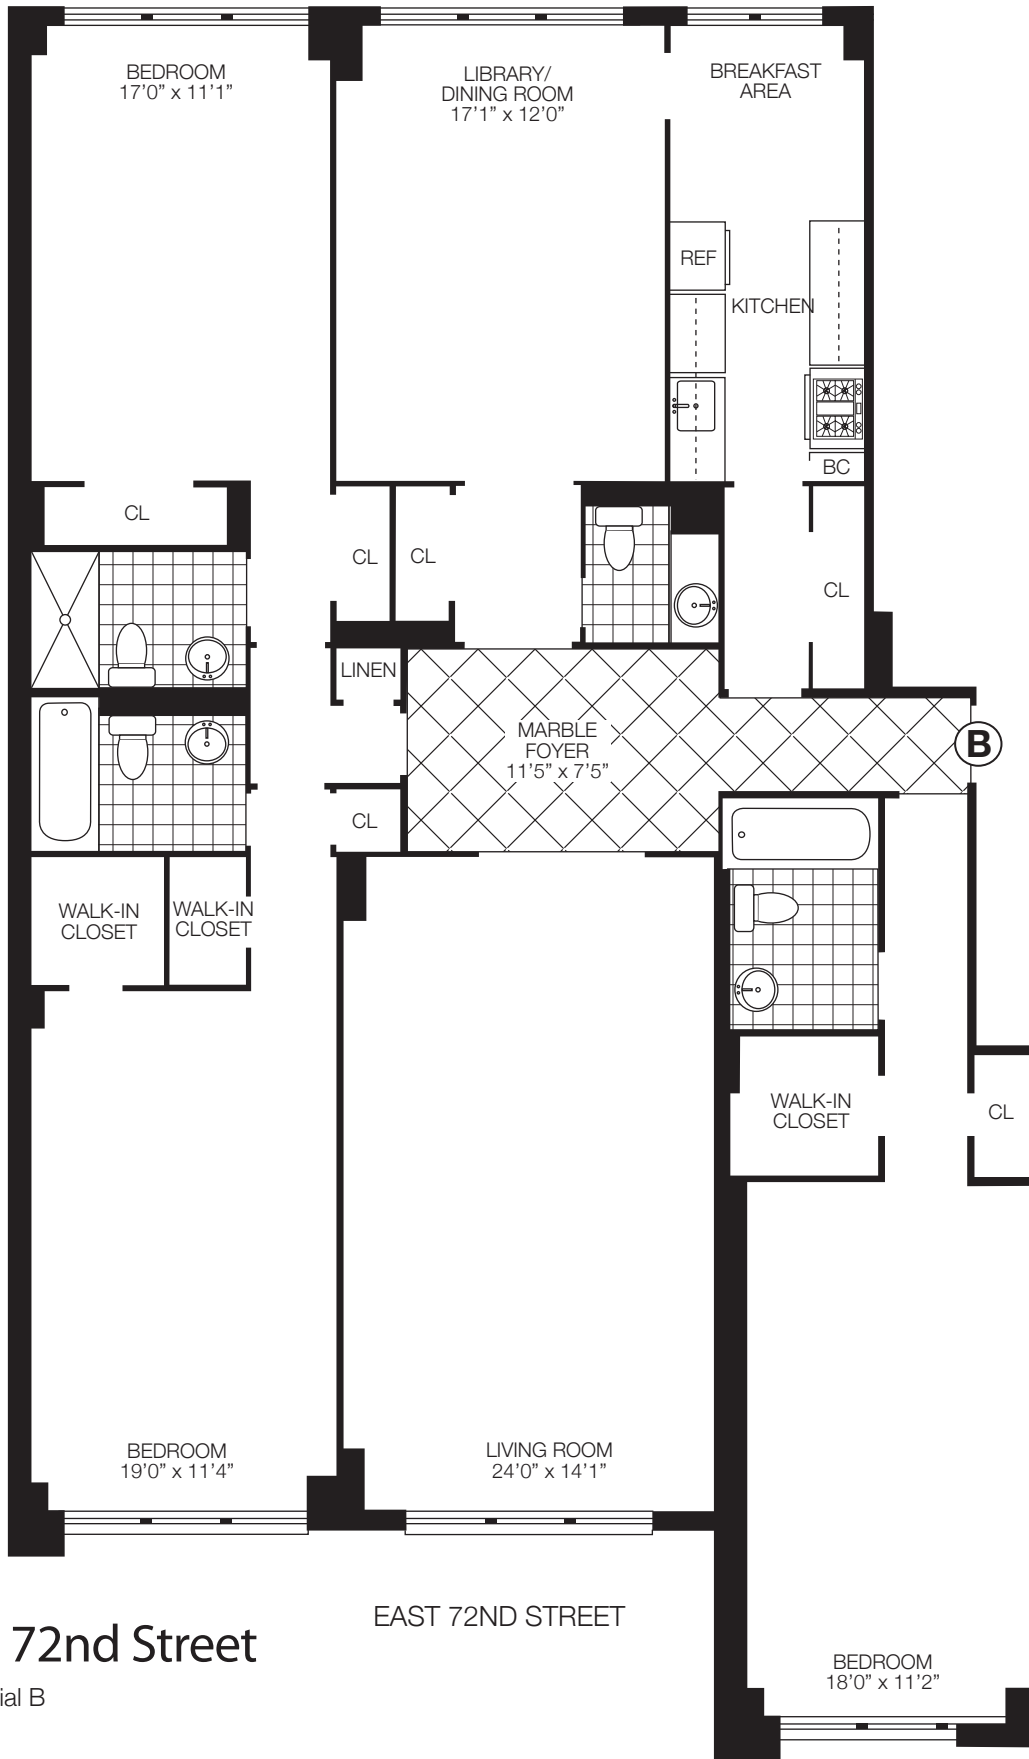 BEDROOM
17'0" x 11'1"
LIBRARY/
DINING ROOM
17'1" x 12'0"
BREAKFAST
AREA
REF
KITCHEN
BC
CL
CL
CL
CL
LINEN
MARBLE
FOYER
11'5" x 7'5"
B
CL
WALK-IN
CLOSET
WALK-IN
CLOSET
WALK-IN
CLOSET
CL
BEDROOM
19'0" x 11'4"
LIVING ROOM
24'0" x 14'1"
EAST 72ND STREET
72nd Street
ial B
BEDROOM
18'0" x 11'2"